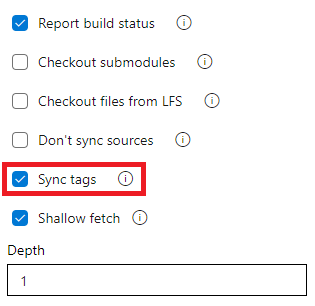 Report build status
Checkout submodules
Checkout files from LFS
Don't sync sources
Sync tags
Shallow fetch
Depth
1